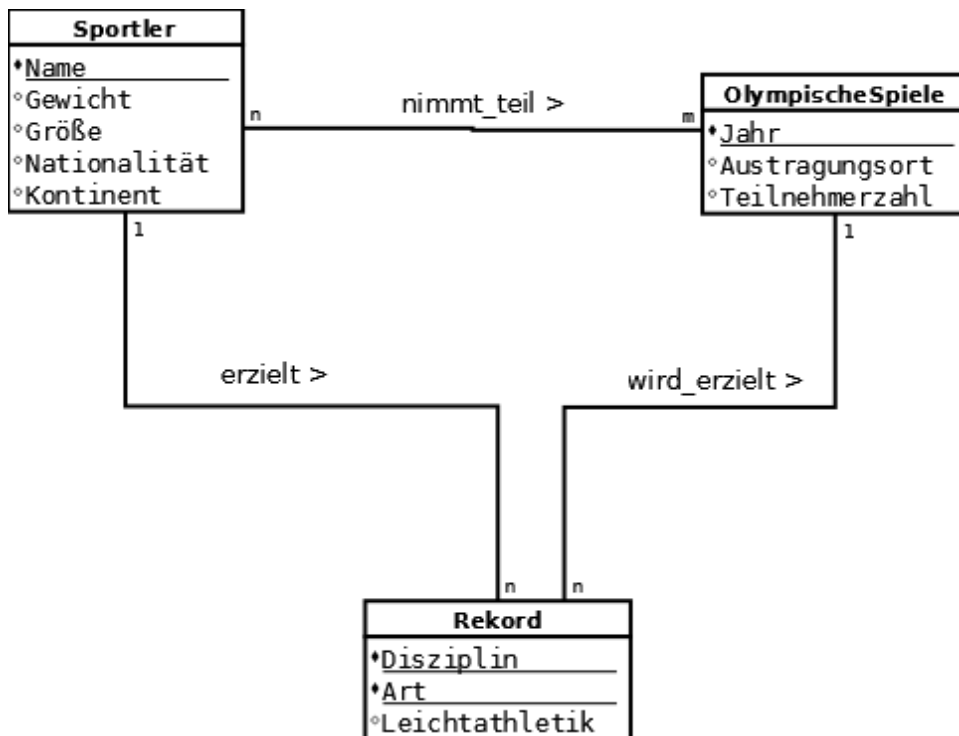 Sportler
Name
Gewicht
Größe
Nationalität
Kontinent
n
nimmt_teil >
m
OlympischeSpiele
Jahr
Austragungsort
Teilnehmerzahl
1
1
erzielt >
wird_erzielt >
n
n
Rekord
Disziplin
Art
Leichtathletik